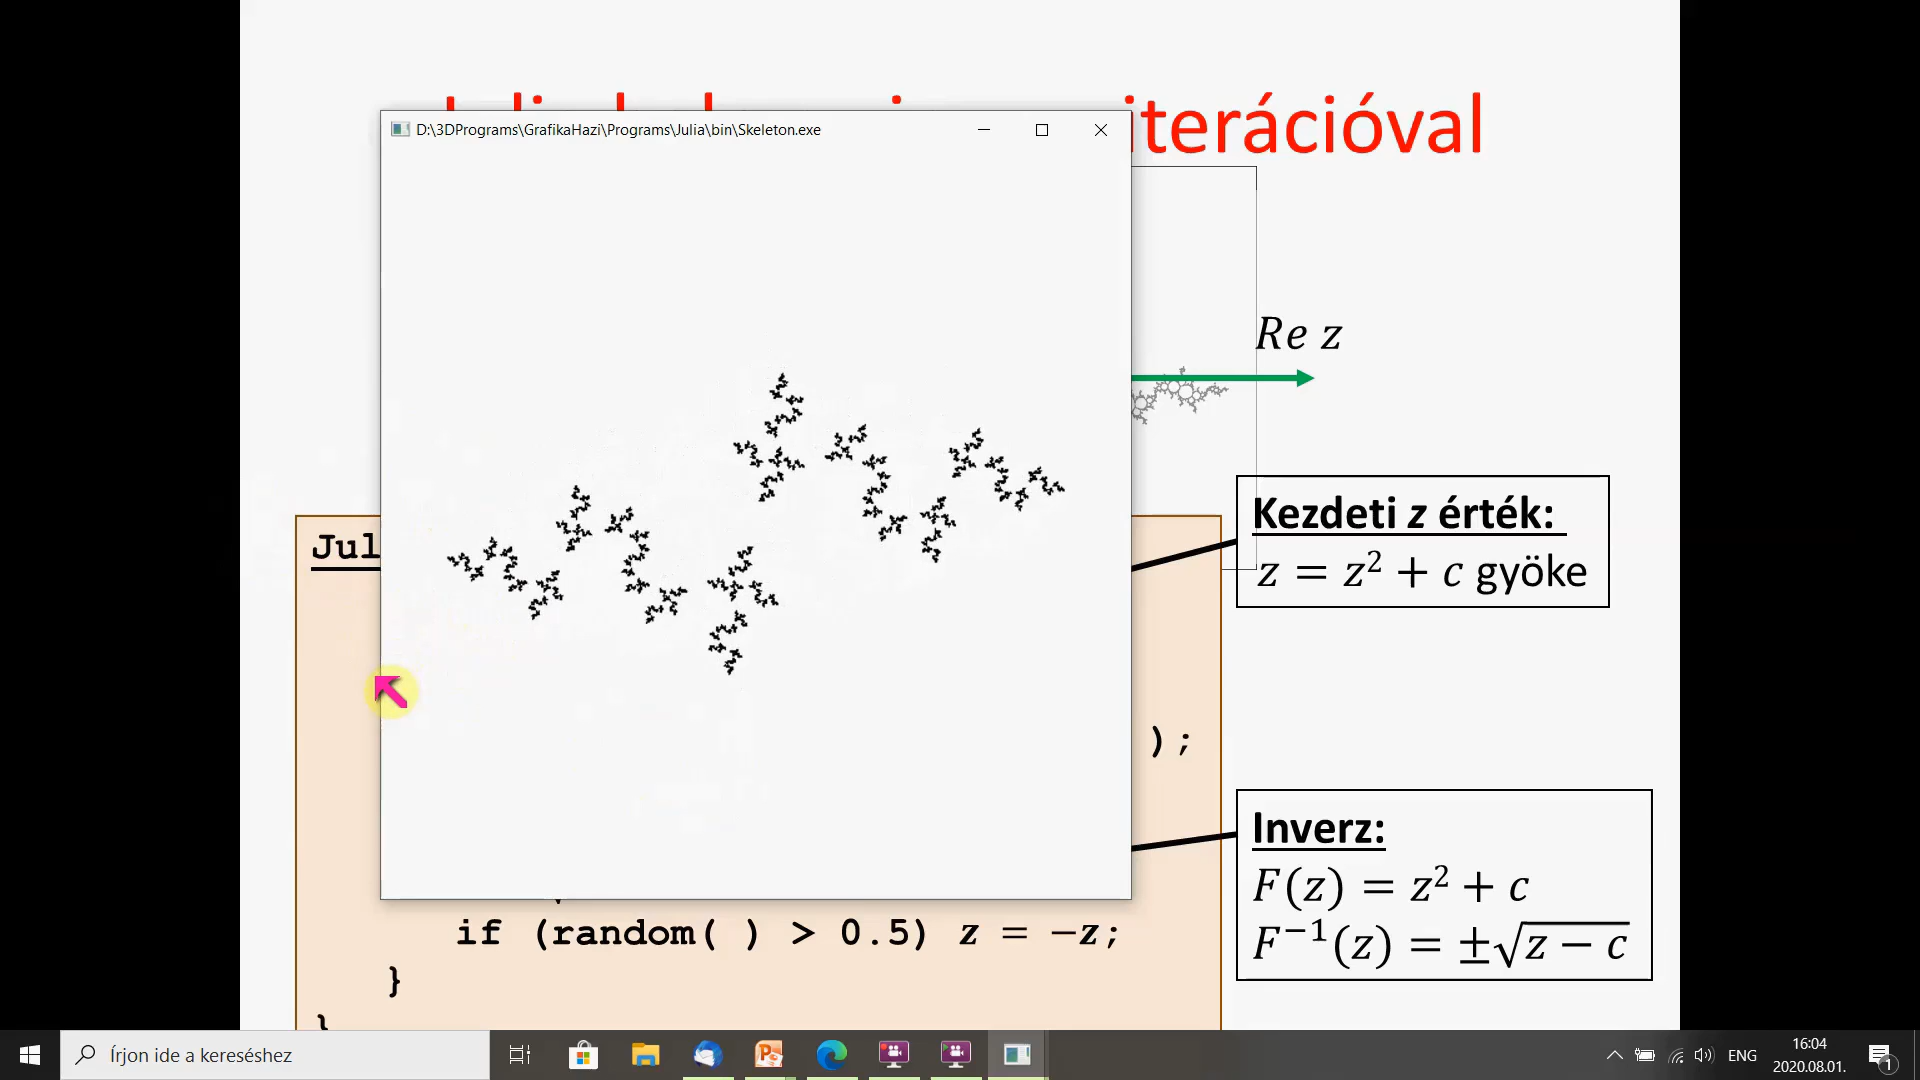 iterációval
D:\3DPrograms\GrafikaHazi\Programs\Julia\bin\Skeleton.exe
Re z
Kezdeti z érték:
z = z² + c gyöke
Jul
);
Inverz:
F(z) = z² + c
F⁻¹(z) = ±√z − c
if (random( ) > 0.5) z = −z;
}
}
Írjon ide a kereséshez
ENG
16:04
2020.08.01.
1